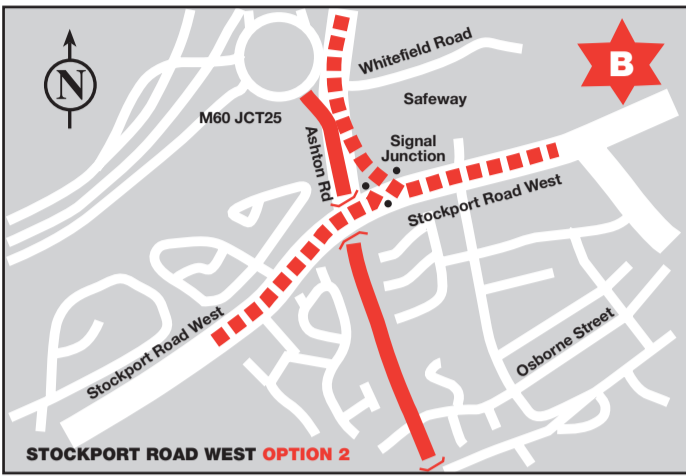 B
N
Whitefield Road
Safeway
M60 JCT25
Ashton Rd
Signal
Junction
Stockport Road West
Stockport Road West
Osborne Street
STOCKPORT ROAD WEST OPTION 2